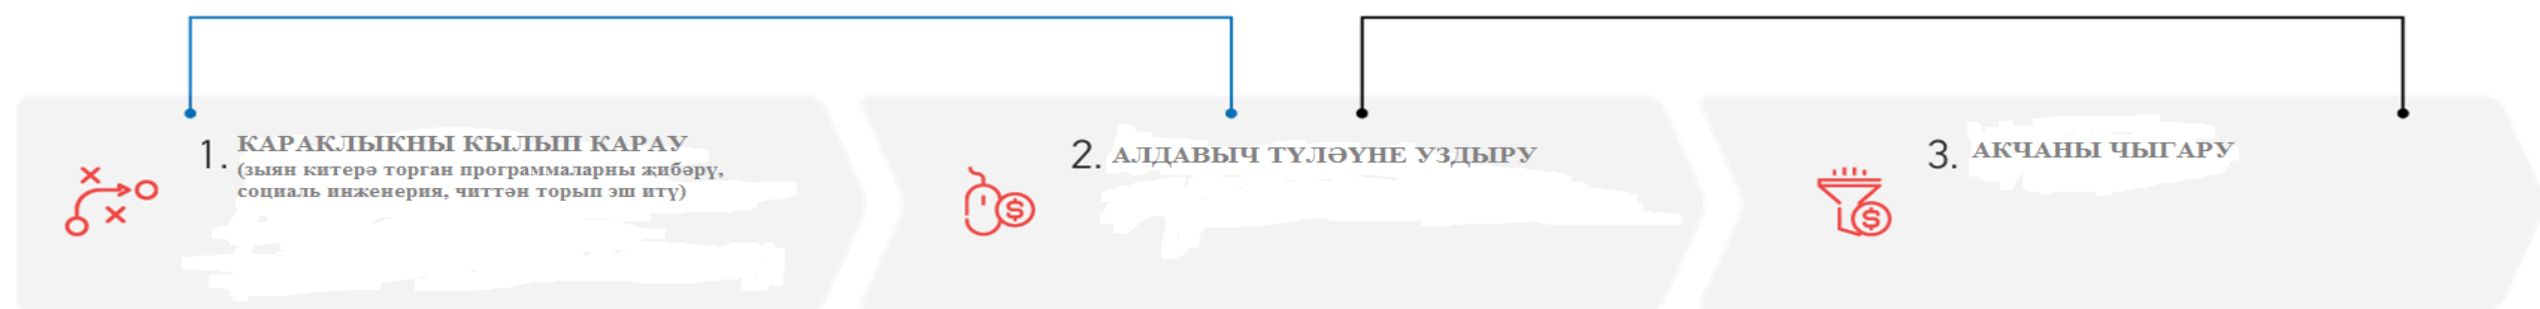 1. КАРАКЛЫКНЫ КЫЛЫП КАРАУ
(зыян китерә торган программаларны җибәрү,
социаль инженерия, читтән торып эш итү)
2. АЛДАВЫЧ ТҮЛӘҮНЕ УЗДЫРУ
3. АКЧАНЫ ЧЫГАРУ